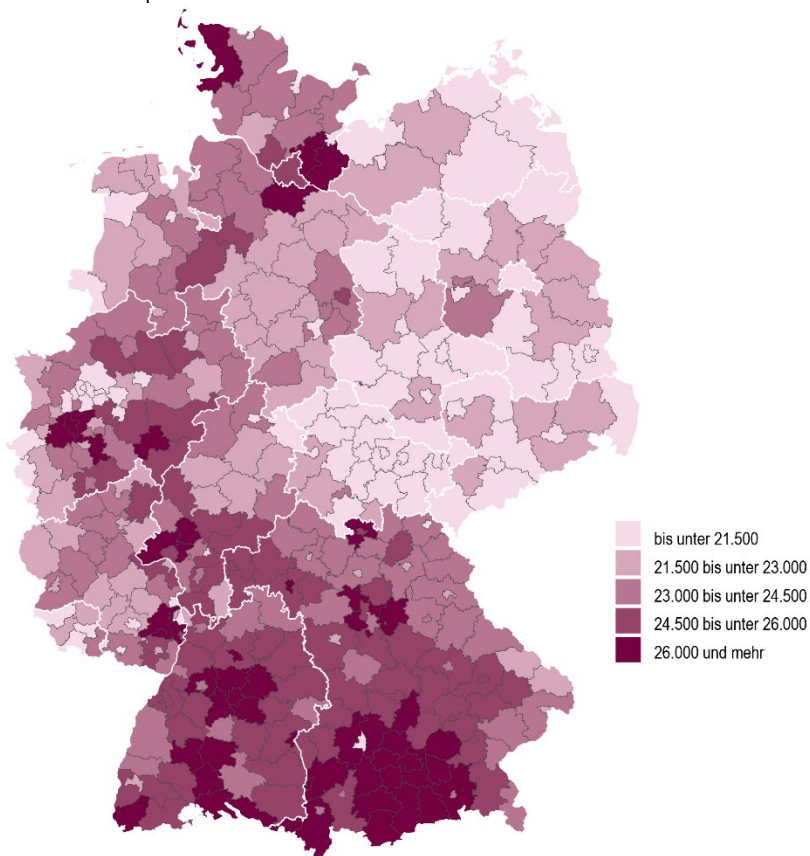 bis unter 21.500
21.500 bis unter 23.000
23.000 bis unter 24.500
24.500 bis unter 26.000
26.000 und mehr